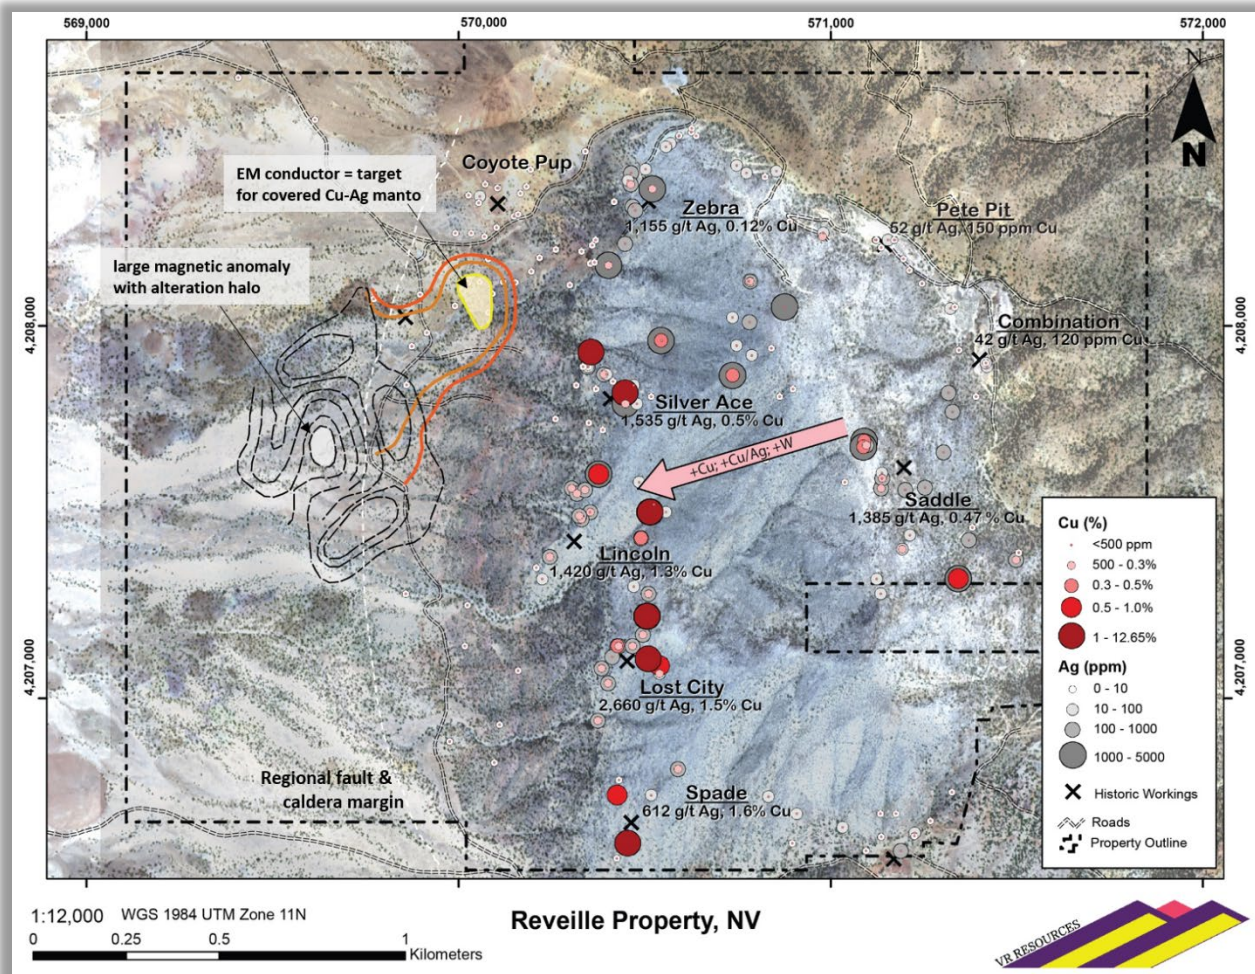 569,000
570,000
571,000
572,000
N
N
4,208,000
4,207,000
4,208,000
4,207,000
Coyote Pup
EM conductor = target
for covered Cu-Ag manto
large magnetic anomaly
with alteration halo
Zebra
1,155 g/t Ag, 0.12% Cu
Pete Pit
52 g/t Ag, 150 ppm Cu
Combination
42 g/t Ag, 120 ppm Cu
Silver Ace
1,535 g/t Ag, 0.5% Cu
+Cu; +Cu/Ag; +W
Saddle
1,385 g/t Ag, 0.47 % Cu
Lincoln
1,420 g/t Ag, 1.3% Cu
Lost City
2,660 g/t Ag, 1.5% Cu
Regional fault &
caldera margin
Spade
612 g/t Ag, 1.6% Cu
Cu (%)
<500 ppm
500 - 0.3%
0.3 - 0.5%
0.5 - 1.0%
1 - 12.65%
Ag (ppm)
0 - 10
10 - 100
100 - 1000
1000 - 5000
Historic Workings
Roads
Property Outline
1:12,000 WGS 1984 UTM Zone 11N
0 0.25 0.5 1
Kilometers
Reveille Property, NV
VR RESOURCES